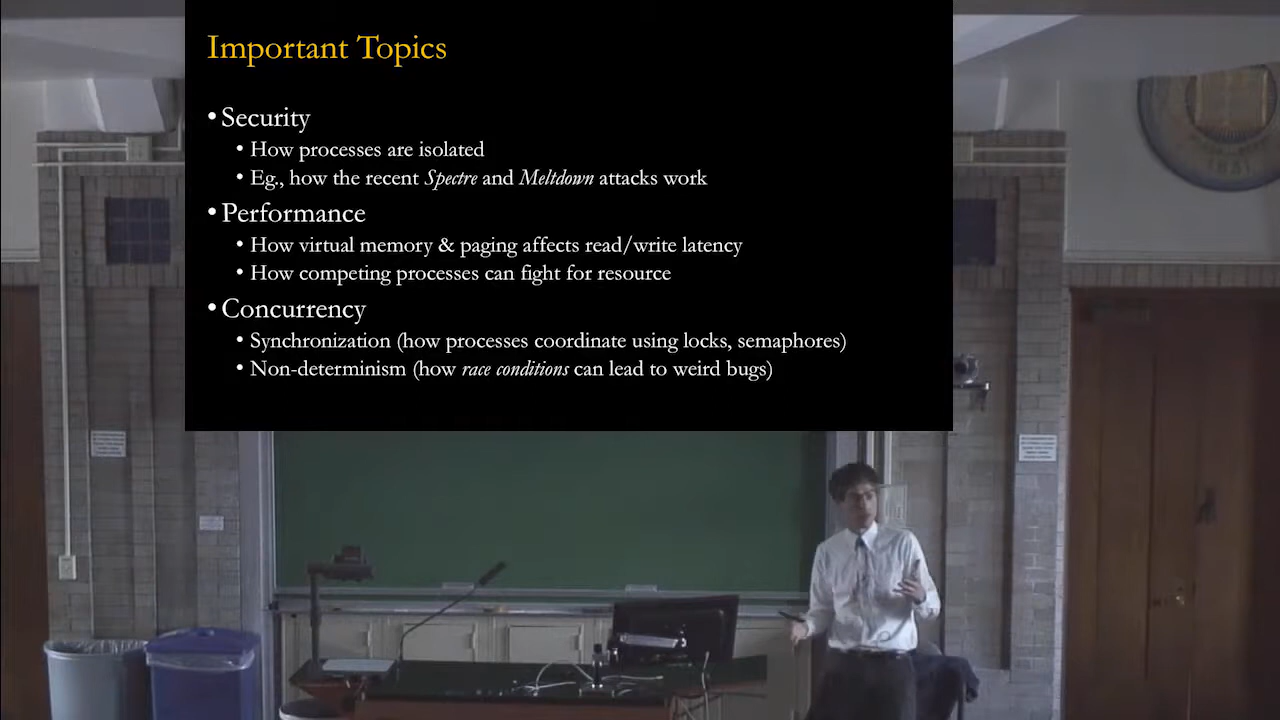 Important Topics
• Security
• How processes are isolated
• Eg., how the recent Spectre and Meltdown attacks work
• Performance
• How virtual memory & paging affects read/write latency
• How competing processes can fight for resource
• Concurrency
• Synchronization (how processes coordinate using locks, semaphores)
• Non-determinism (how race conditions can lead to weird bugs)